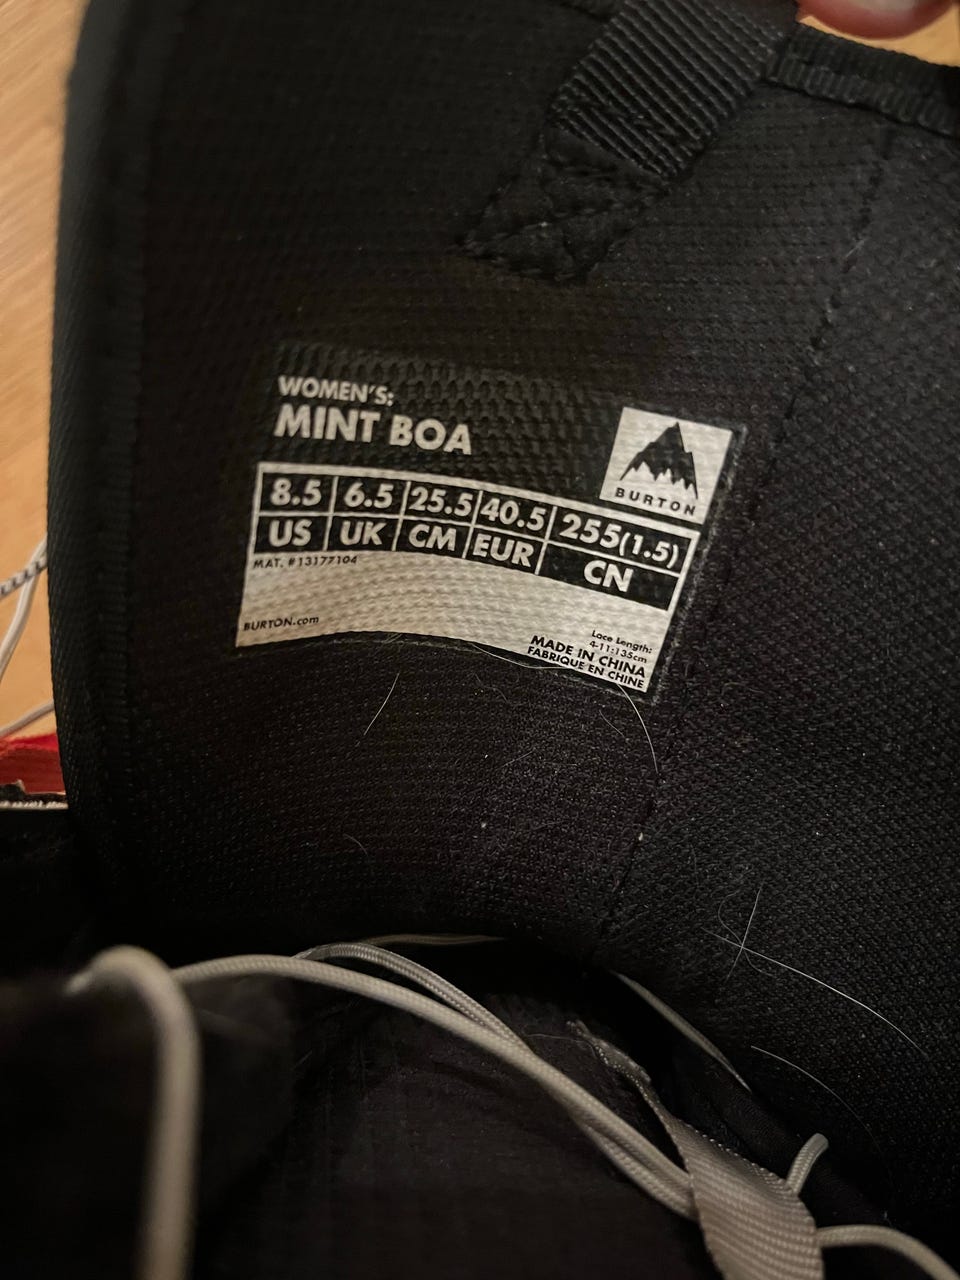 WOMEN'S:
MINT BOA
BURTON
8.5 6.5 25.5 40.5 255(1.5)
US UK CM EUR CN
MAT. #13177104
BURTON.com
Lace Length:
4-11:135cm
MADE IN CHINA
FABRIQUE EN CHINE